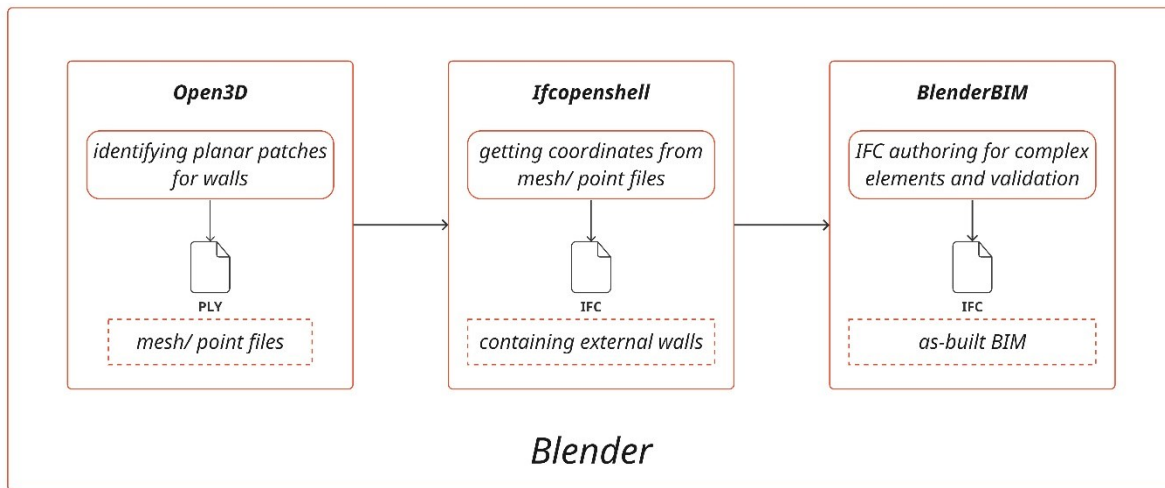 Open3D
identifying planar patches
for walls
PLY
mesh/ point files
Ifcopenshell
getting coordinates from
mesh/ point files
IFC
containing external walls
BlenderBIM
IFC authoring for complex
elements and validation
IFC
as-built BIM
Blender